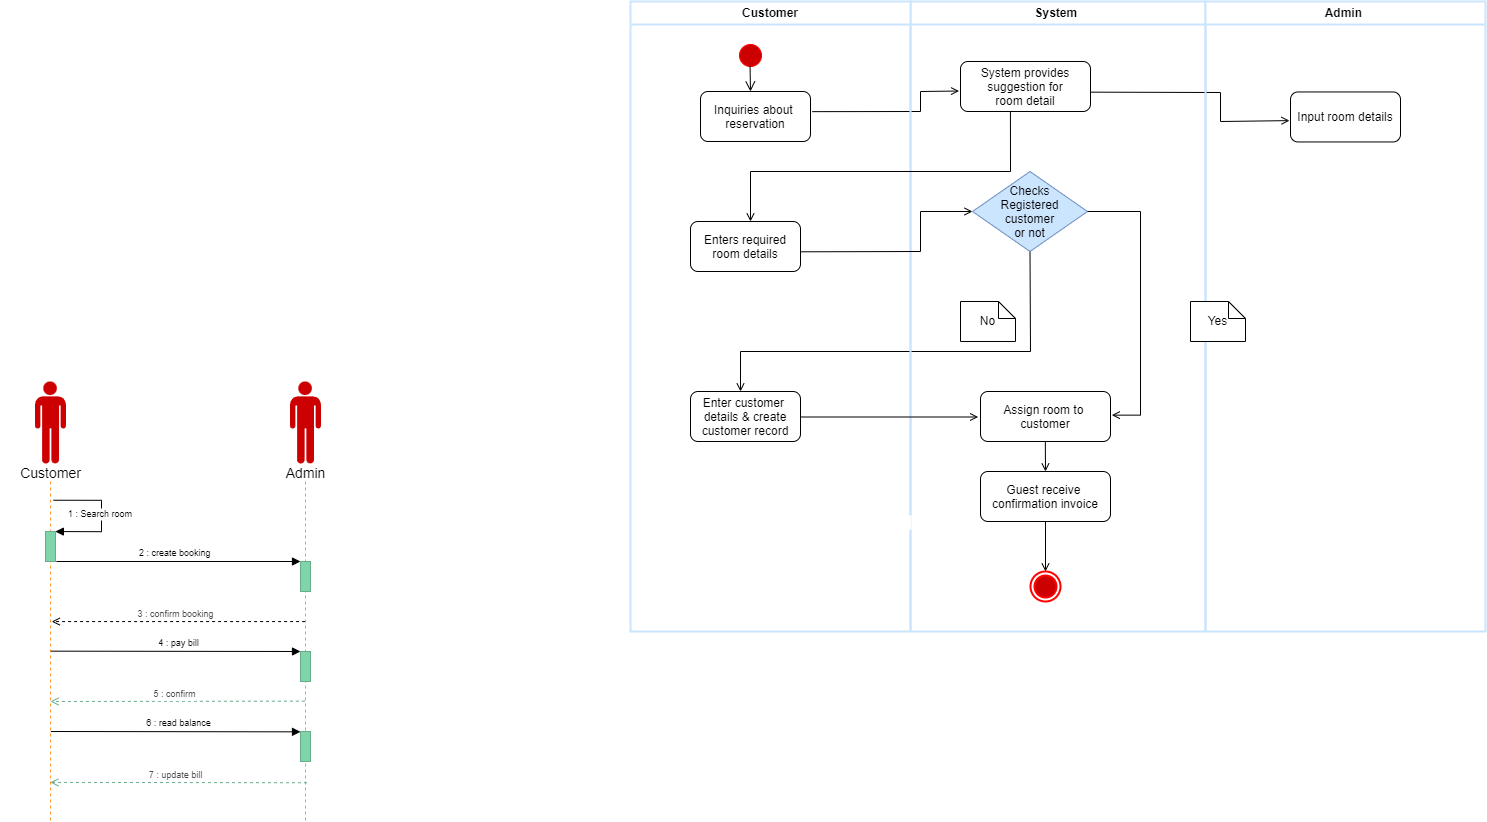 Customer
System
Admin
Inquiries about
reservation
System provides
suggestion for
room detail
Input room details
Enters required
room details
Checks
Registered
customer
or not
No
Yes
Enter customer
details & create
customer record
Assign room to
customer
Guest receive
confirmation invoice
Customer
Admin
1 : Search room
2 : create booking
3 : confirm booking
4 : pay bill
5 : confirm
6 : read balance
7 : update bill